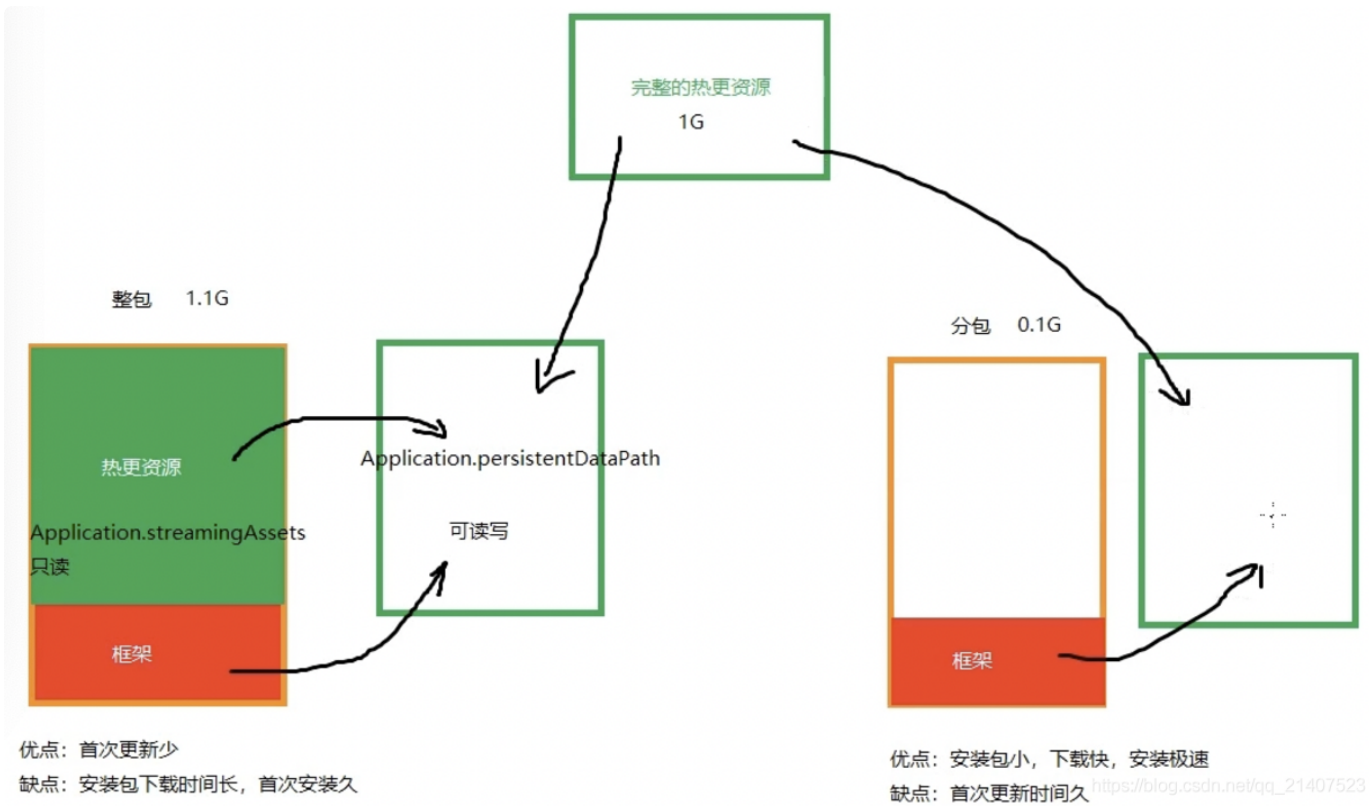 完整的热更资源
1G
整包 1.1G
热更资源
Application.streamingAssets
只读
框架
Application.persistentDataPath
可读写
优点：首次更新少
缺点：安装包下载时间长，首次安装久
分包 0.1G
框架
优点：安装包小，下载快，安装极速
缺点：首次更新时间久
https://blog.csdn.net/qq_21407523